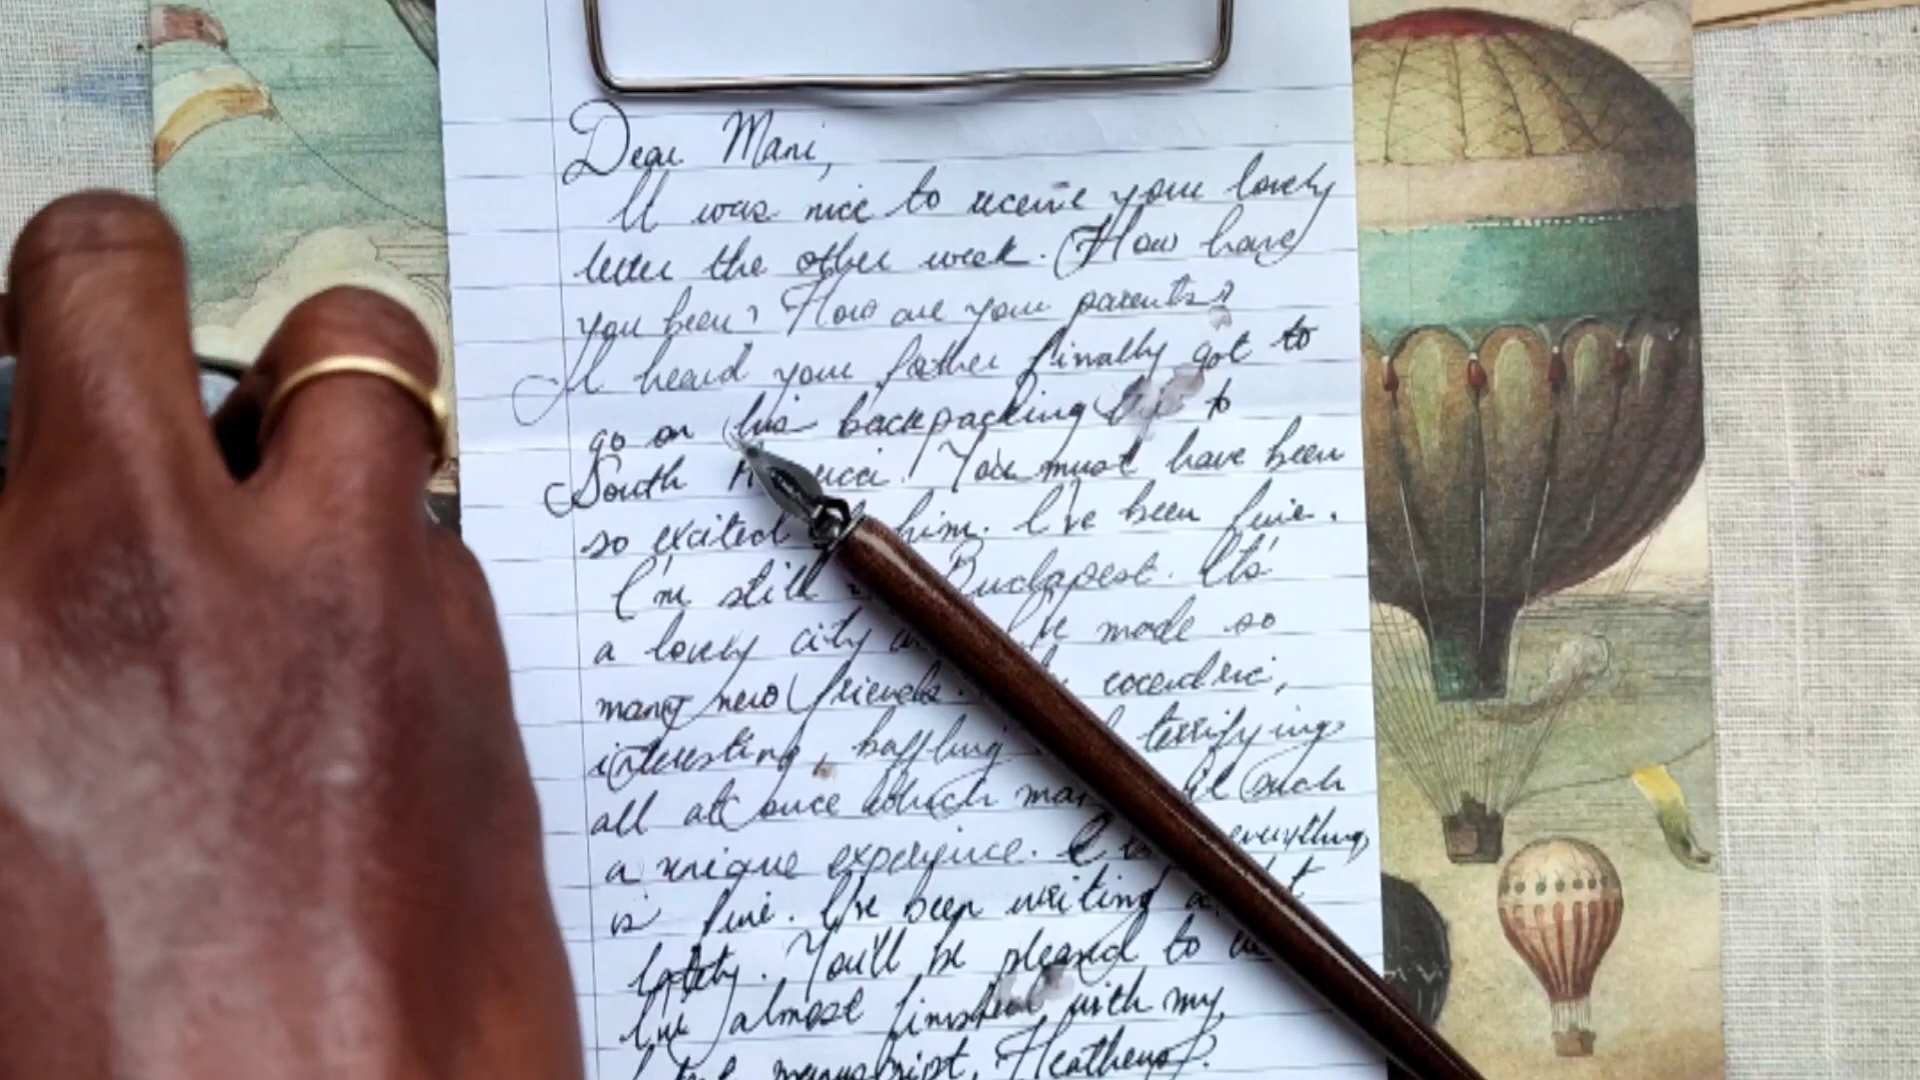 Dear Mani,
It was nice to receive your lovely
letter the other week. How have
you been? How are your parents?
I heard your father finally got to
go on his backpacking to
South You must have been
so excited him. I've been fine.
I'm still Budapest. It's
a lovely city made so
many new friends.
interesting, baffling terrifying
all at once which such
a unique experience. everything
is fine. I've been writing
lately. You'll be pleased to
I've almost finished with my
manuscript, Heathens.